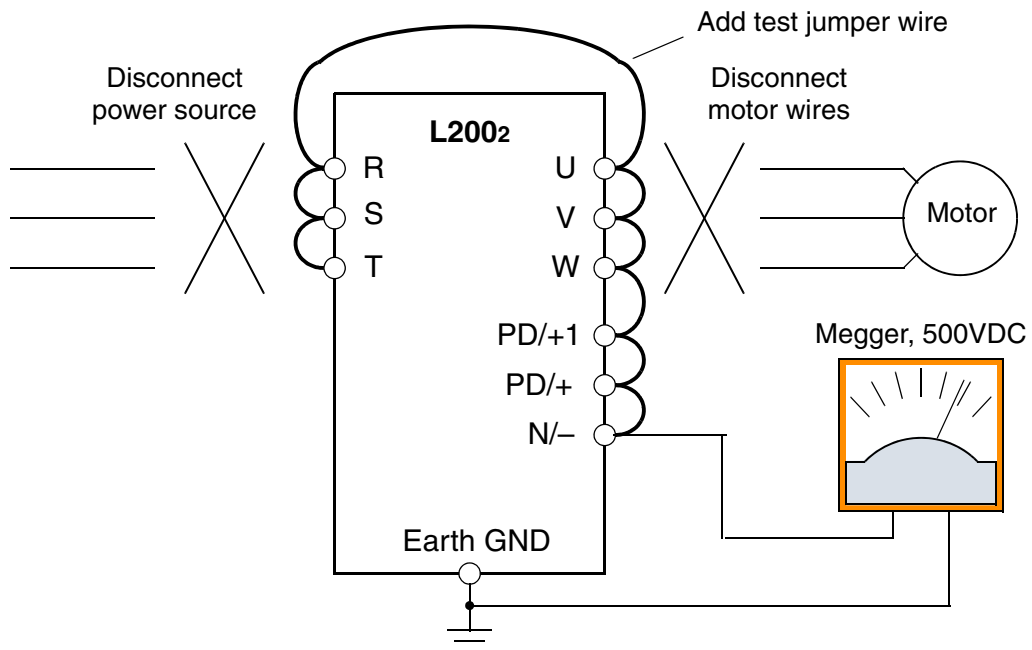 Add test jumper wire
Disconnect
power source
Disconnect
motor wires
L2002
R
U
S
V
T
W
Motor
PD/+1
Megger, 500VDC
PD/+
N/–
Earth GND